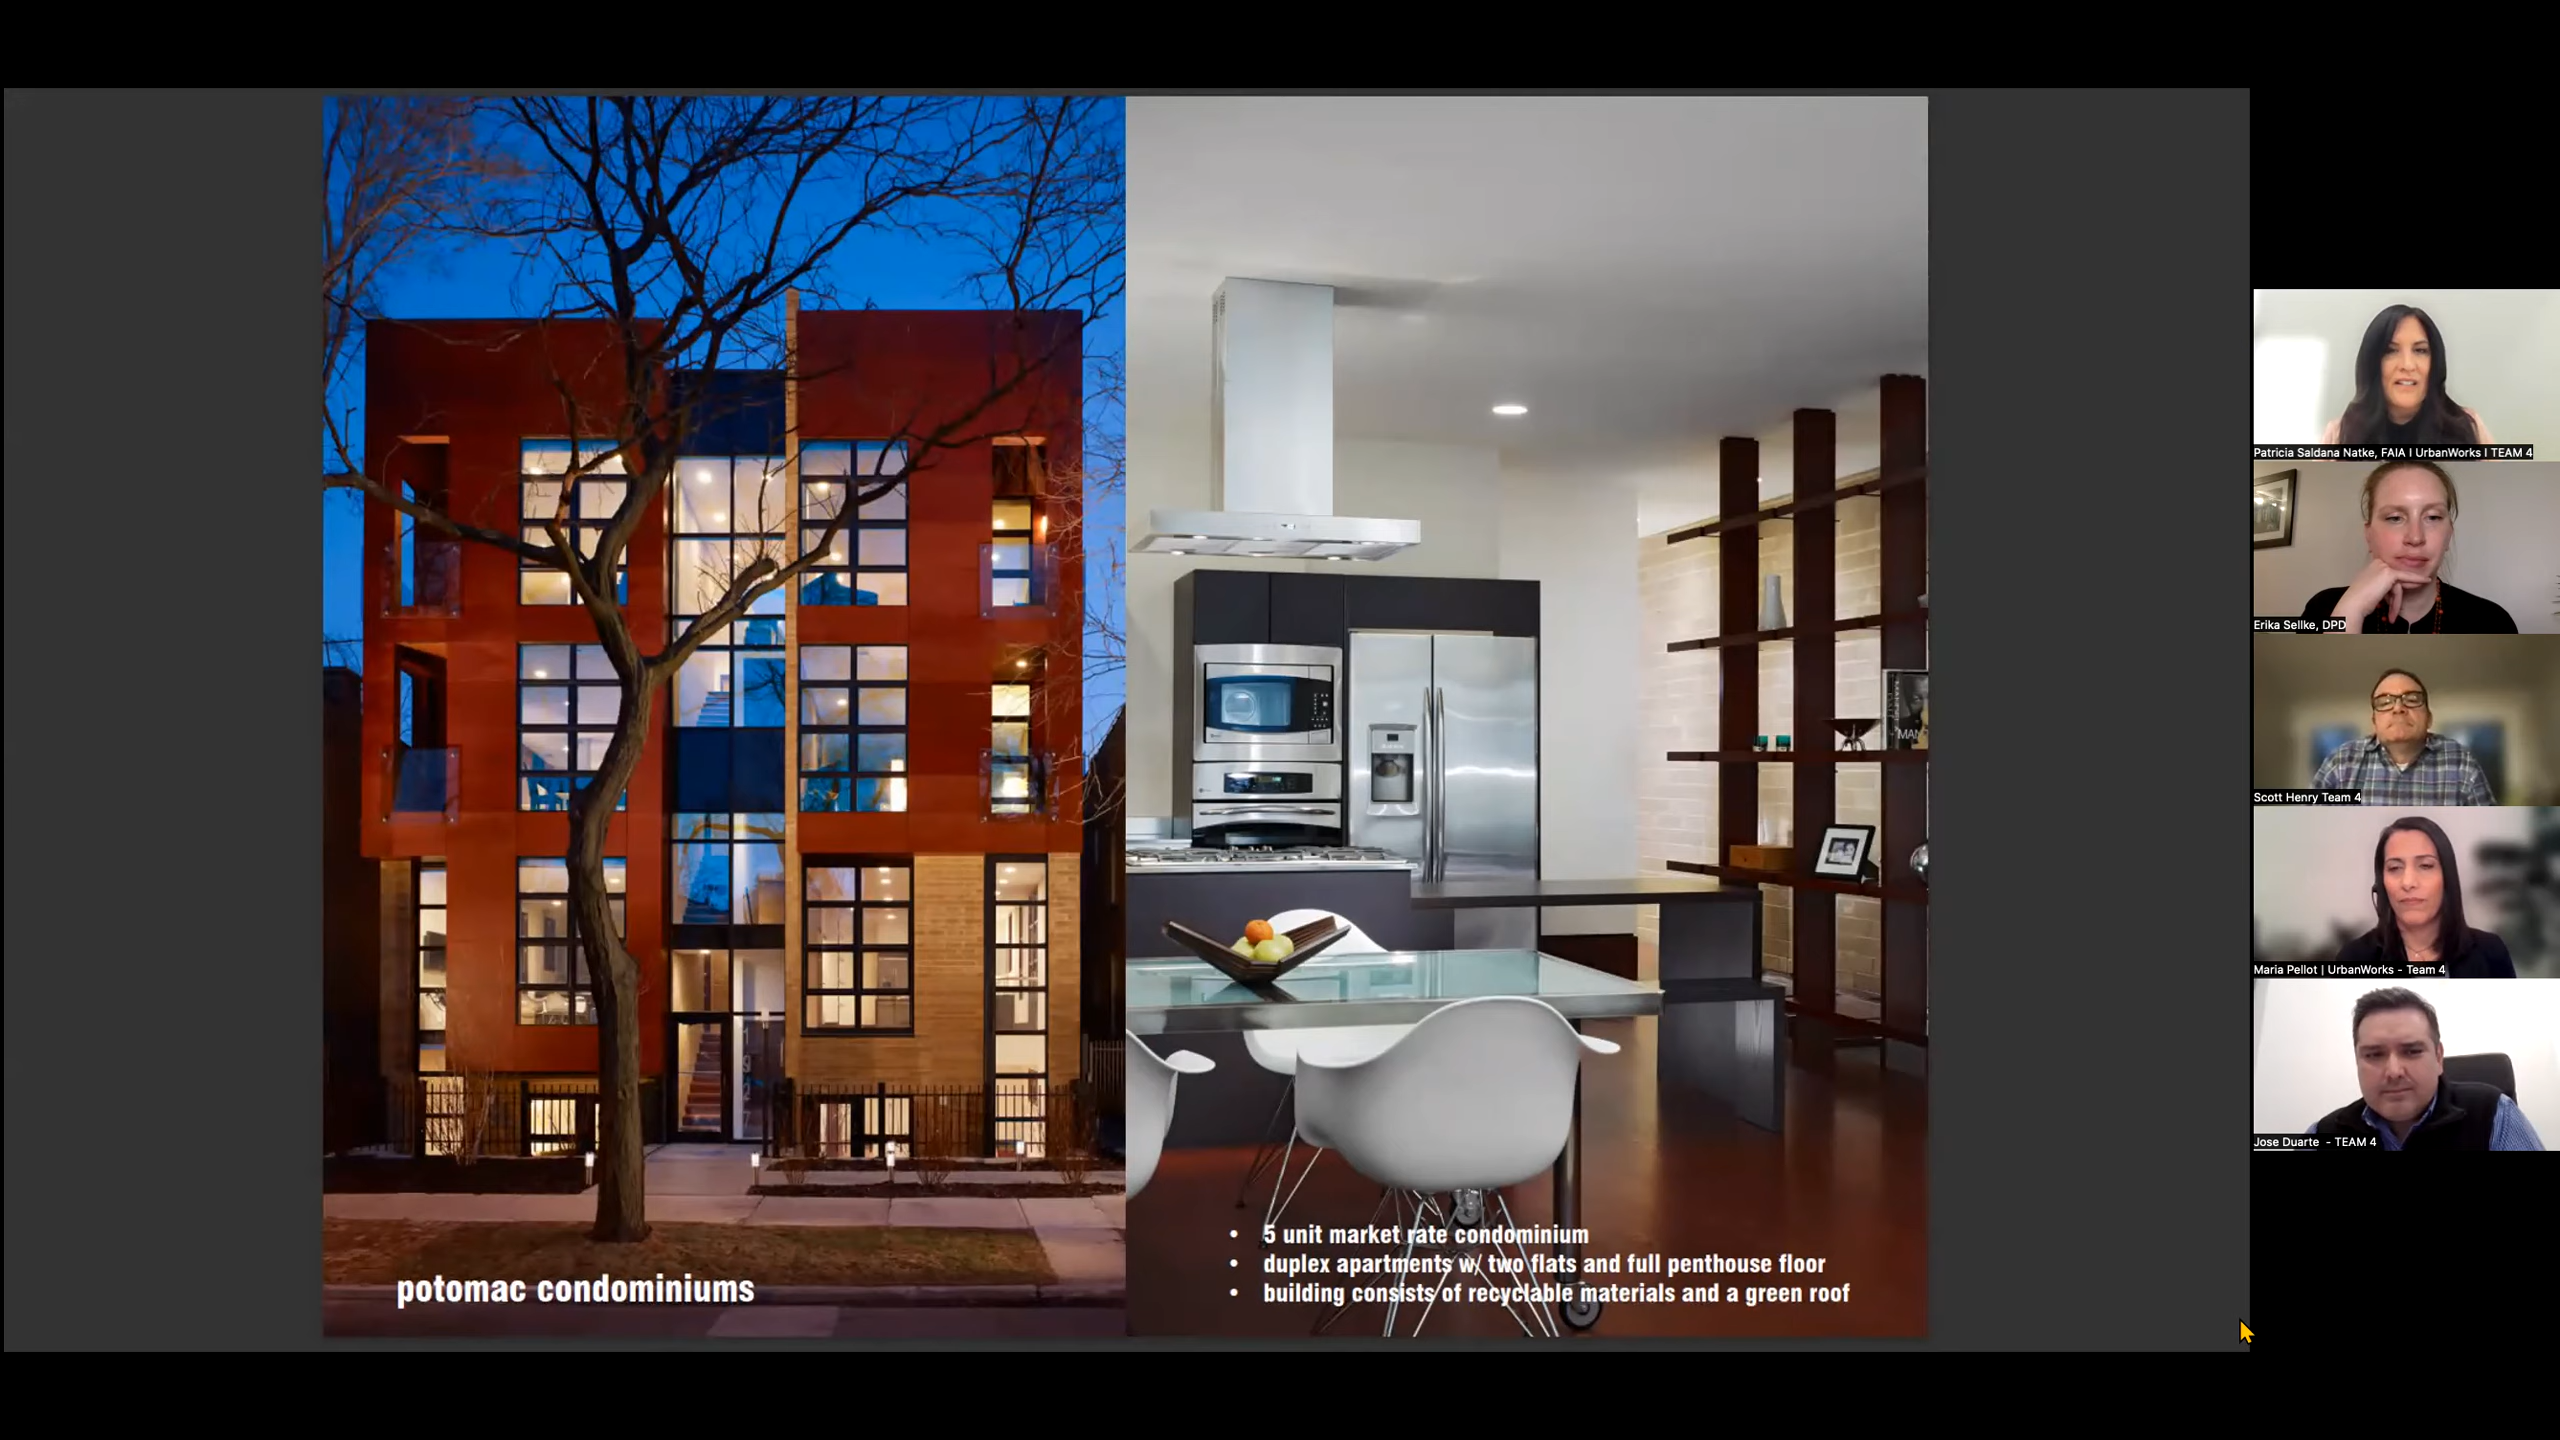 potomac condominiums
• 5 unit market rate condominium
• duplex apartments w/ two flats and full penthouse floor
• building consists of recyclable materials and a green roof
Patricia Saldana Natke, FAIA I UrbanWorks I TEAM 4
Erika Sellke, DPD
Scott Henry Team 4
Maria Pellot | UrbanWorks - Team 4
Jose Duarte - TEAM 4